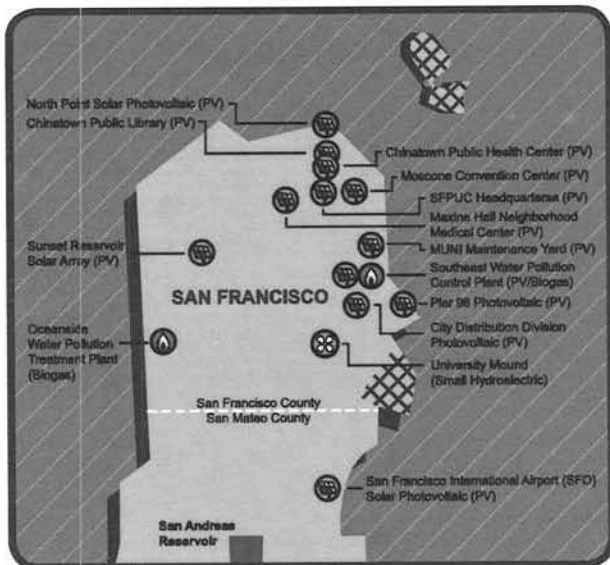 North Point Solar Photovoltaic (PV)
Chinatown Public Library (PV)
Chinatown Public Health Center (PV)
Moscone Convention Center (PV)
SFPUC Headquartersa (PV)
Maxine Hall Neighborhood
Medical Center (PV)
Sunset Reservoir
Solar Array (PV)
MUNI Maintenance Yard (PV)
Southeast Water Pollution
Control Plant (PV/Biogas)
SAN FRANCISCO
Pier 96 Photovoltaic (PV)
City Distribution Division
Photovoltaic (PV)
Oceanside
Water Pollution
Treatment Plant
(Biogas)
University Mound
(Small Hydroelectric)
San Francisco County
San Mateo County
San Francisco International Airport (SFO)
Solar Photovoltaic (PV)
San Andreas
Reservoir